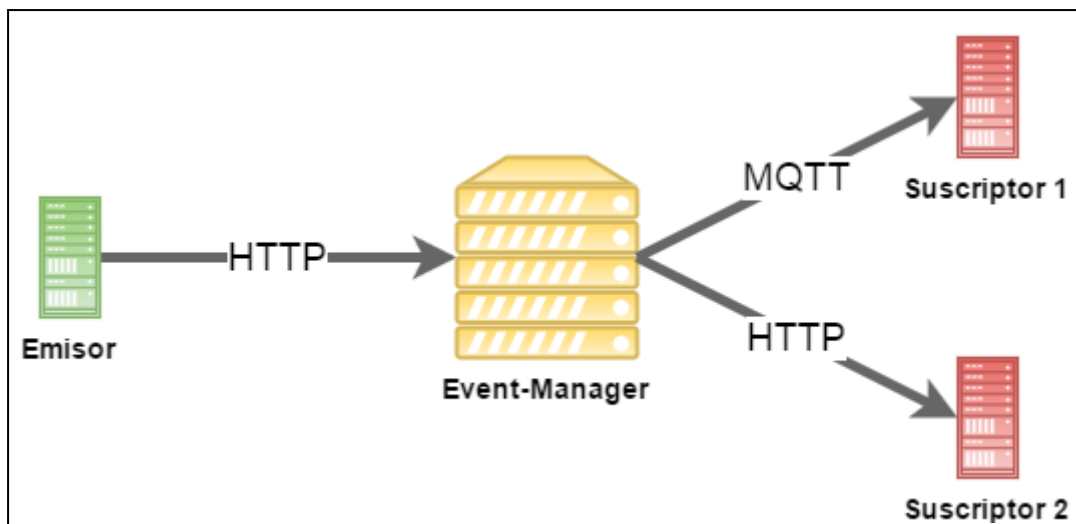 MQTT
Suscriptor 1
HTTP
Emisor
Event-Manager
HTTP
Suscriptor 2